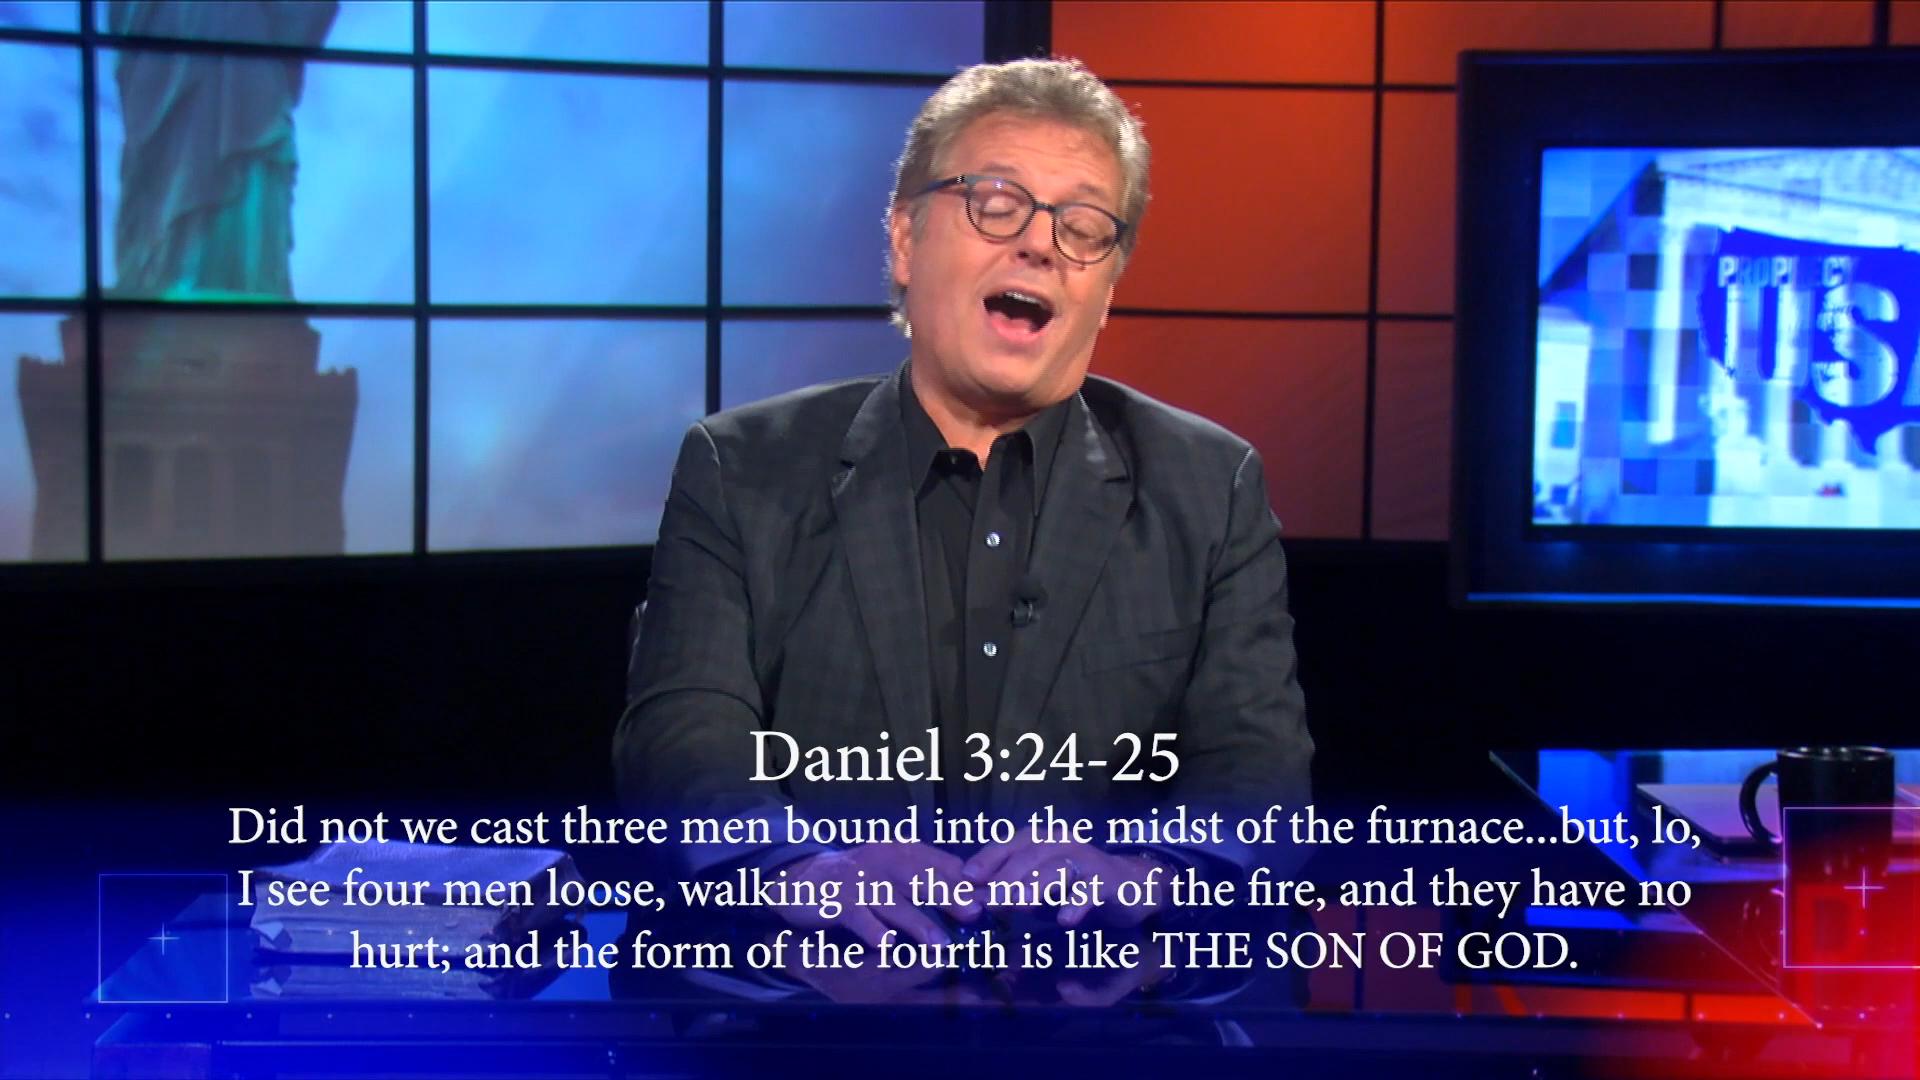 PROPHECY
USA
Daniel 3:24-25
Did not we cast three men bound into the midst of the furnace...but, lo,
I see four men loose, walking in the midst of the fire, and they have no
hurt; and the form of the fourth is like THE SON OF GOD.